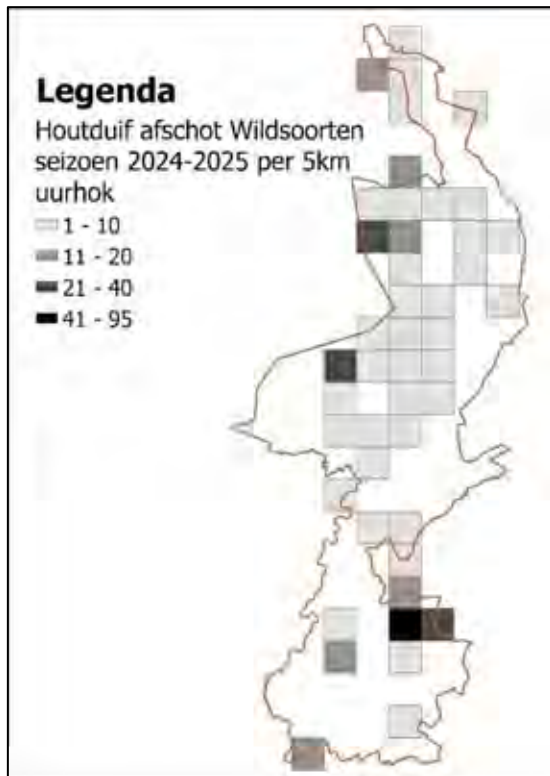 Legenda
Houtduif afschot Wildsoorten
seizoen 2024-2025 per 5km
uurhok
1 - 10
11 - 20
21 - 40
41 - 95